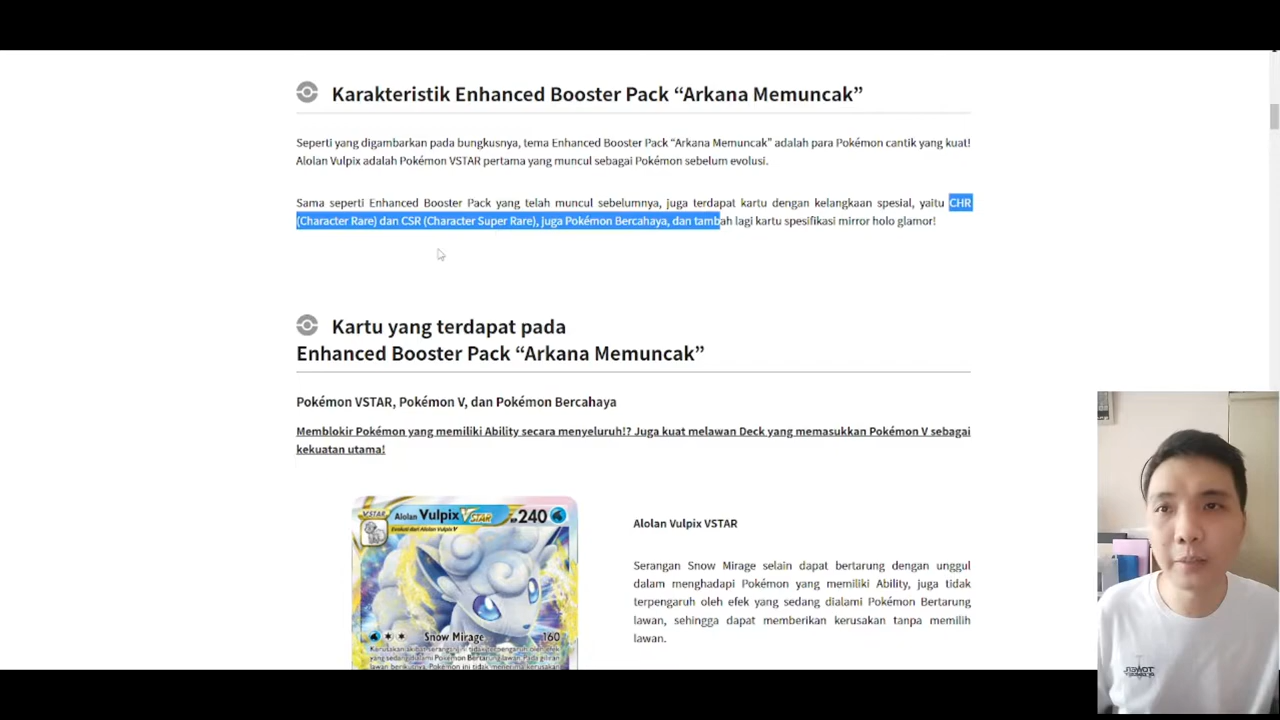 Karakteristik Enhanced Booster Pack “Arkana Memuncak”
Seperti yang digambarkan pada bungkusnya, tema Enhanced Booster Pack “Arkana Memuncak” adalah para Pokémon cantik yang kuat!
Alolan Vulpix adalah Pokémon VSTAR pertama yang muncul sebagai Pokémon sebelum evolusi.
Sama seperti Enhanced Booster Pack yang telah muncul sebelumnya, juga terdapat kartu dengan kelangkaan spesial, yaitu CHR
(Character Rare) dan CSR (Character Super Rare), juga Pokémon Bercahaya, dan tambah lagi kartu spesifikasi mirror holo glamor!
Kartu yang terdapat pada
Enhanced Booster Pack “Arkana Memuncak”
Pokémon VSTAR, Pokémon V, dan Pokémon Bercahaya
Memblokir Pokémon yang memiliki Ability secara menyeluruh!? Juga kuat melawan Deck yang memasukkan Pokémon V sebagai
kekuatan utama!
VSTAR Alolan Vulpix VSTAR 240
Evolusi dari Alolan Vulpix V
Snow Mirage 160
Alolan Vulpix VSTAR
Serangan Snow Mirage selain dapat bertarung dengan unggul
dalam menghadapi Pokémon yang memiliki Ability, juga tidak
terpengaruh oleh efek yang sedang dialami Pokémon Bertarung
lawan, sehingga dapat memberikan kerusakan tanpa memilih
lawan.